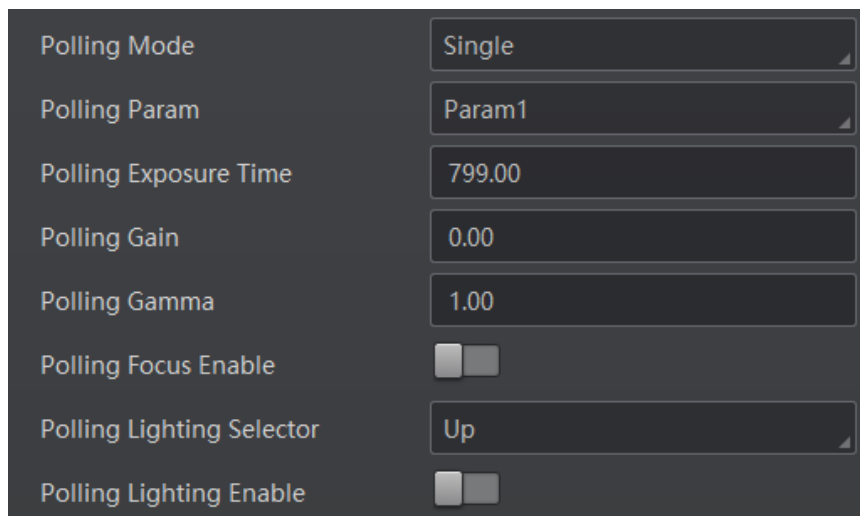 Polling Mode Single
Polling Param Param1
Polling Exposure Time 799.00
Polling Gain 0.00
Polling Gamma 1.00
Polling Focus Enable
Polling Lighting Selector Up
Polling Lighting Enable